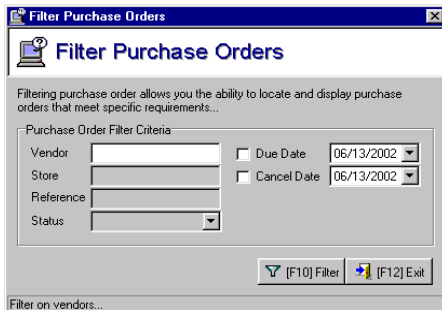 Filter Purchase Orders
Filter Purchase Orders
Filtering purchase order allows you the ability to locate and display purchase
orders that meet specific requirements...
Purchase Order Filter Criteria
Vendor
Due Date 06/13/2002
Store
Cancel Date 06/13/2002
Reference
Status
[F10] Filter [F12] Exit
Filter on vendors...